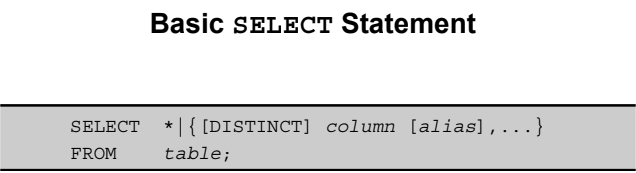 Basic SELECT Statement
SELECT *|{[DISTINCT] column [alias],...}
FROM table;